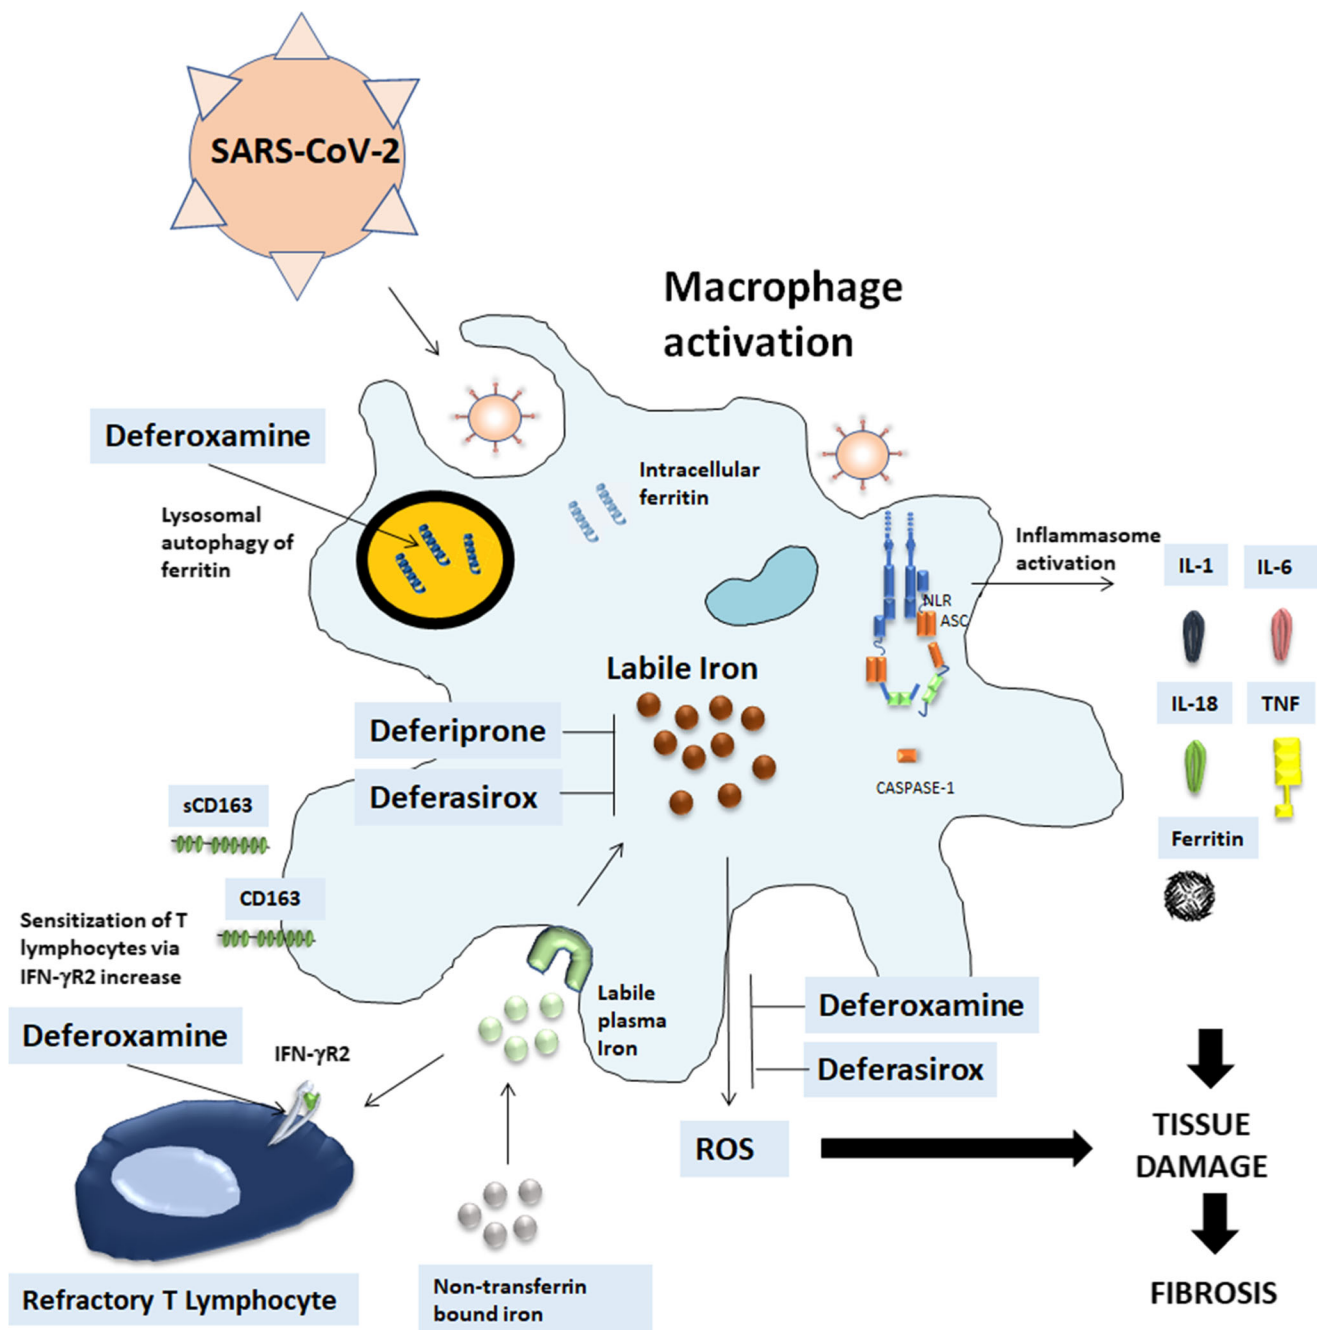 SARS-CoV-2
Macrophage
activation
Deferoxamine
Lysosomal
autophagy of
ferritin
Intracellular
ferritin
Inflammasome
activation
NLR
ASC
CASPASE-1
IL-1
IL-6
IL-18
TNF
Ferritin
Labile Iron
Deferiprone
Deferasirox
sCD163
CD163
Sensitization of T
lymphocytes via
IFN-γR2 increase
Deferoxamine
IFN-γR2
Refractory T Lymphocyte
Labile
plasma
Iron
Non-transferrin
bound iron
Deferoxamine
Deferasirox
ROS
TISSUE
DAMAGE
FIBROSIS